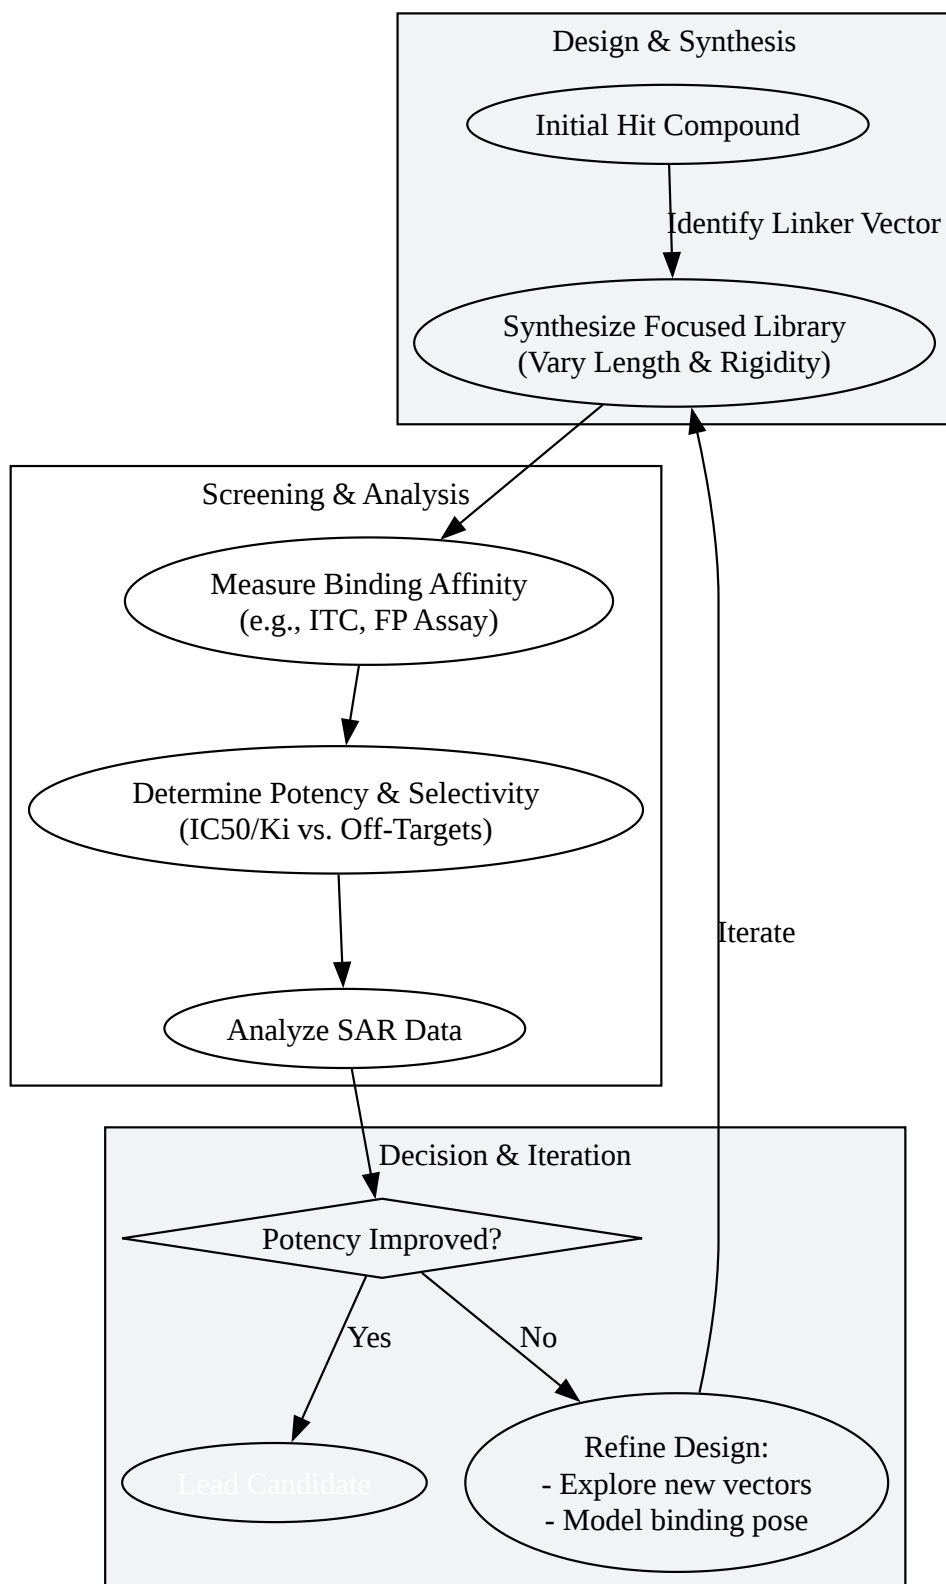 Design & Synthesis
Initial Hit Compound
Identify Linker Vector
Synthesize Focused Library
(Vary Length & Rigidity)
Screening & Analysis
Measure Binding Affinity
(e.g., ITC, FP Assay)
Determine Potency & Selectivity
(IC50/Ki vs. Off-Targets)
Iterate
Analyze SAR Data
Decision & Iteration
Potency Improved?
Yes
No
Lead Candidate
Refine Design:
- Explore new vectors
- Model binding pose